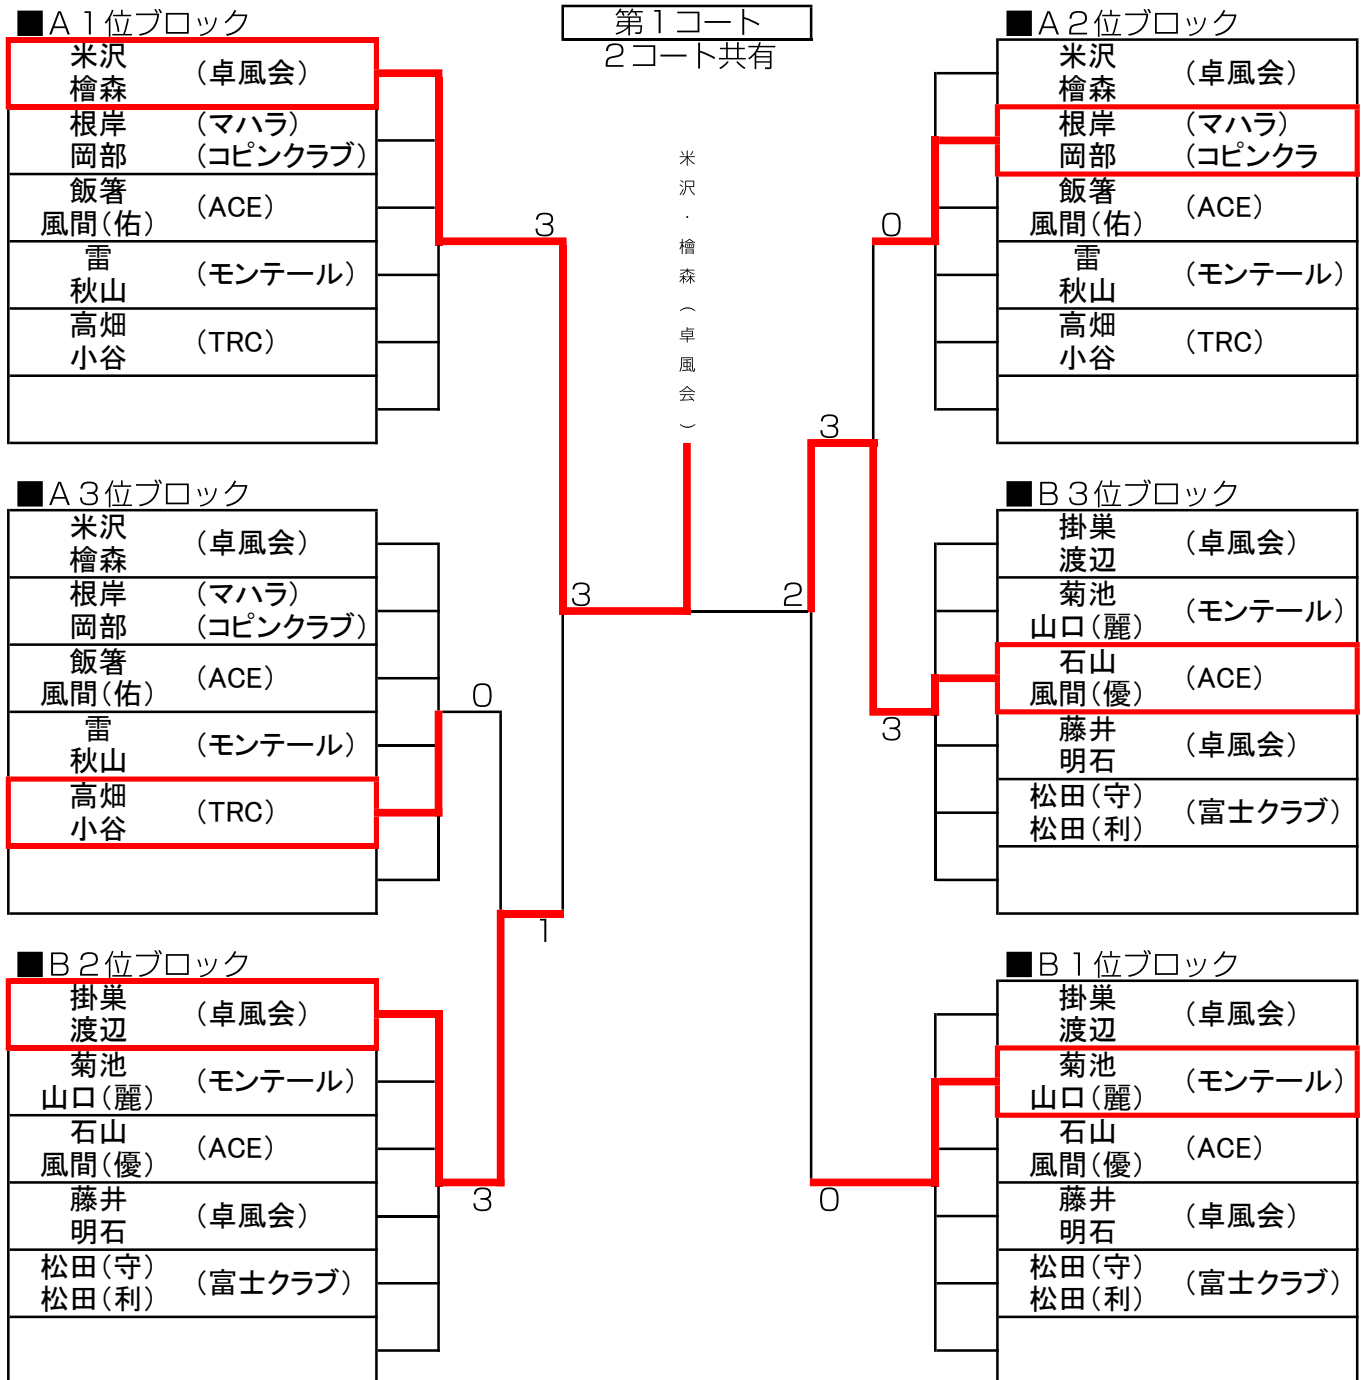 第1コート
2コート共有
■A1位ブロック
米沢
檜森
（卓風会）
根岸
岡部
（マハラ）
（コピンクラブ）
飯箸
風間（佑）
（ACE）
雷
秋山
（モンテール）
高畑
小谷
（TRC）
■A3位ブロック
米沢
檜森
（卓風会）
根岸
岡部
（マハラ）
（コピンクラブ）
飯箸
風間（佑）
（ACE）
雷
秋山
（モンテール）
高畑
小谷
（TRC）
■B2位ブロック
掛巣
渡辺
（卓風会）
菊池
山口（麗）
（モンテール）
石山
風間（優）
（ACE）
藤井
明石
（卓風会）
松田（守）
松田（利）
（富士クラブ）
3
0
3
1
3
米沢・檜森（卓風会）
2
0
3
3
0
■A2位ブロック
米沢
檜森
（卓風会）
根岸
岡部
（マハラ）
（コピンクラ
飯箸
風間（佑）
（ACE）
雷
秋山
（モンテール）
高畑
小谷
（TRC）
■B3位ブロック
掛巣
渡辺
（卓風会）
菊池
山口（麗）
（モンテール）
石山
風間（優）
（ACE）
藤井
明石
（卓風会）
松田（守）
松田（利）
（富士クラブ）
■B1位ブロック
掛巣
渡辺
（卓風会）
菊池
山口（麗）
（モンテール）
石山
風間（優）
（ACE）
藤井
明石
（卓風会）
松田（守）
松田（利）
（富士クラブ）